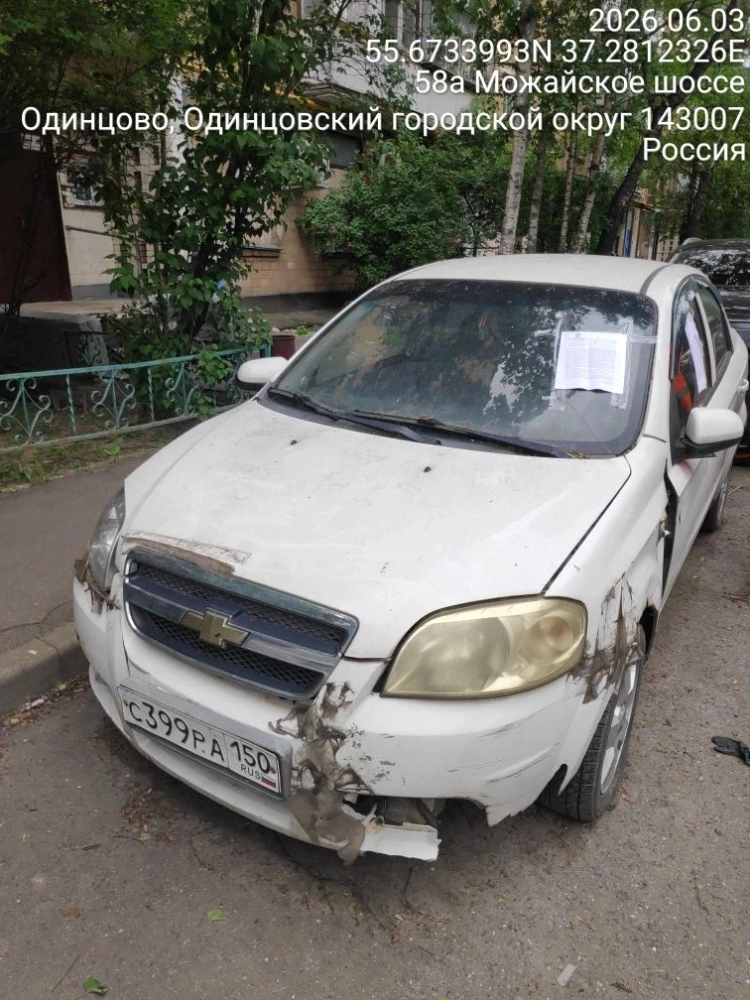 2026.06.03
55.6733993N 37.2812326E
58а Можайское шоссе
Одинцово, Одинцовский городской округ 143007
Россия
С399РА 150
RUS